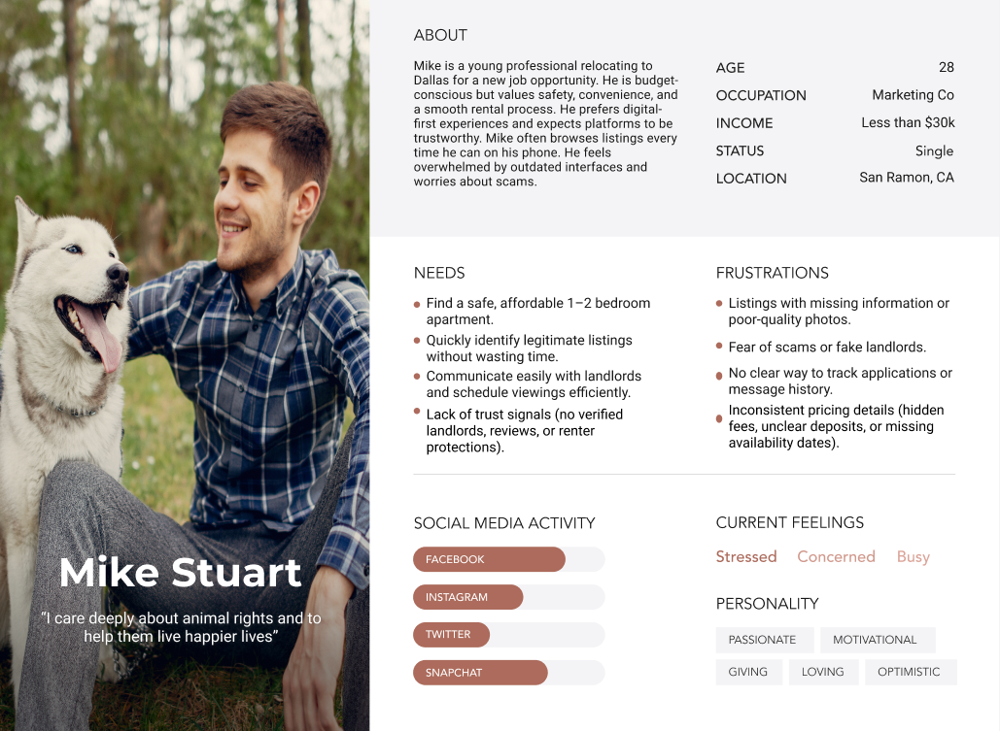 Mike Stuart
“I care deeply about animal rights and to
help them live happier lives”
ABOUT
Mike is a young professional relocating to
Dallas for a new job opportunity. He is budget-
conscious but values safety, convenience, and
a smooth rental process. He prefers digital-
first experiences and expects platforms to be
trustworthy. Mike often browses listings every
time he can on his phone. He feels
overwhelmed by outdated interfaces and
worries about scams.
AGE 28
OCCUPATION Marketing Co
INCOME Less than $30k
STATUS Single
LOCATION San Ramon, CA
NEEDS
Find a safe, affordable 1–2 bedroom
apartment.
Quickly identify legitimate listings
without wasting time.
Communicate easily with landlords
and schedule viewings efficiently.
Lack of trust signals (no verified
landlords, reviews, or renter
protections).
FRUSTRATIONS
Listings with missing information or
poor-quality photos.
Fear of scams or fake landlords.
No clear way to track applications or
message history.
Inconsistent pricing details (hidden
fees, unclear deposits, or missing
availability dates).
SOCIAL MEDIA ACTIVITY
FACEBOOK
INSTAGRAM
TWITTER
SNAPCHAT
CURRENT FEELINGS
Stressed Concerned Busy
PERSONALITY
PASSIONATE MOTIVATIONAL
GIVING LOVING OPTIMISTIC